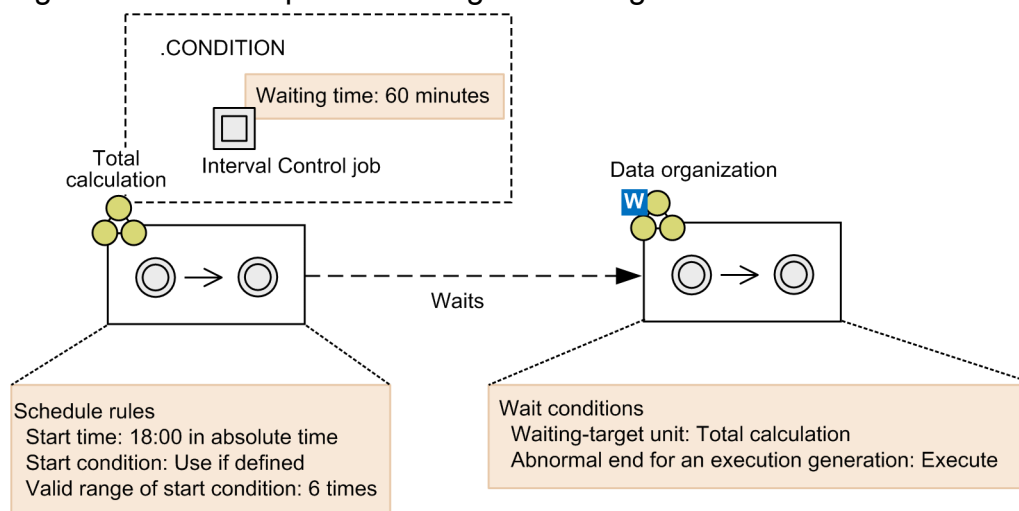 .CONDITION
Waiting time: 60 minutes
Interval Control job
Total
calculation
Data organization
W
Waits
Schedule rules
Start time: 18:00 in absolute time
Start condition: Use if defined
Valid range of start condition: 6 times
Wait conditions
Waiting-target unit: Total calculation
Abnormal end for an execution generation: Execute